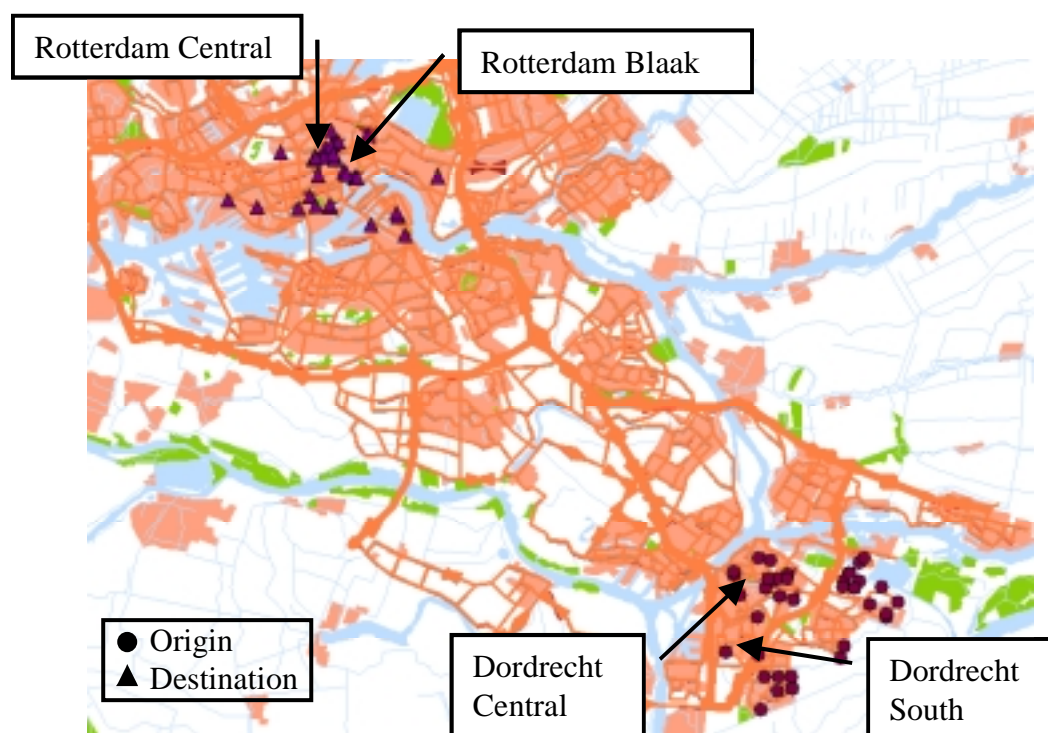 Rotterdam Central
Rotterdam Blaak
Origin
Destination
Dordrecht
Central
Dordrecht
South